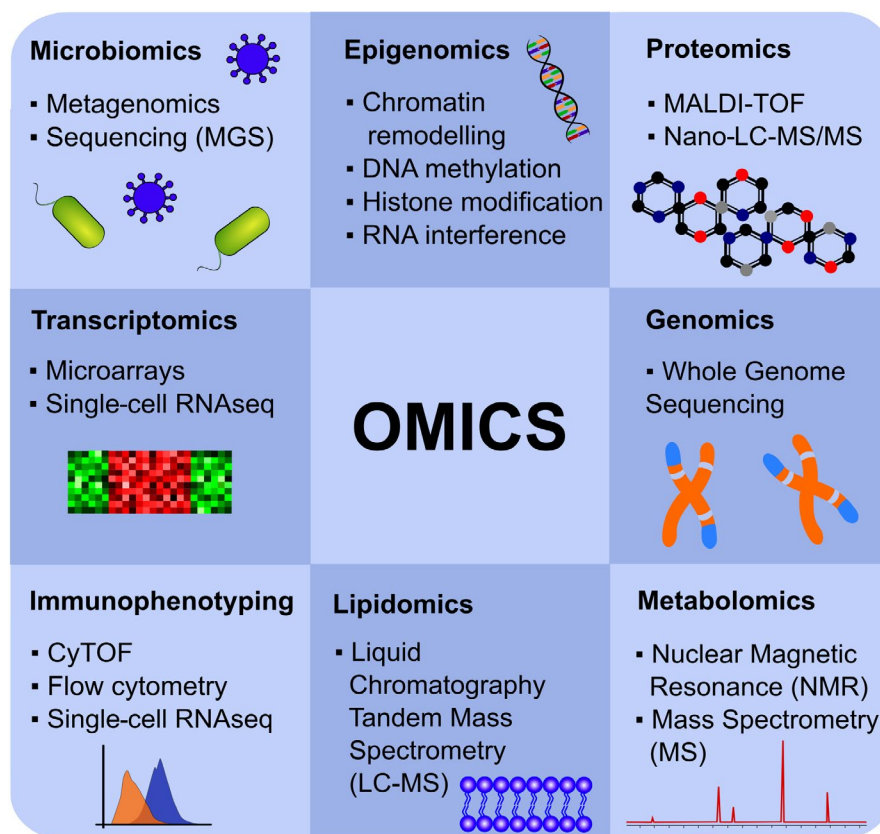 Microbiomics
▪ Metagenomics
▪ Sequencing (MGS)
Epigenomics
▪ Chromatin
remodelling
▪ DNA methylation
▪ Histone modification
▪ RNA interference
Proteomics
▪ MALDI-TOF
▪ Nano-LC-MS/MS
Transcriptomics
▪ Microarrays
▪ Single-cell RNAseq
OMICS
Genomics
▪ Whole Genome
Sequencing
Immunophenotyping
▪ CyTOF
▪ Flow cytometry
▪ Single-cell RNAseq
Lipidomics
▪ Liquid
Chromatography
Tandem Mass
Spectrometry
(LC-MS)
Metabolomics
▪ Nuclear Magnetic
Resonance (NMR)
▪ Mass Spectrometry
(MS)